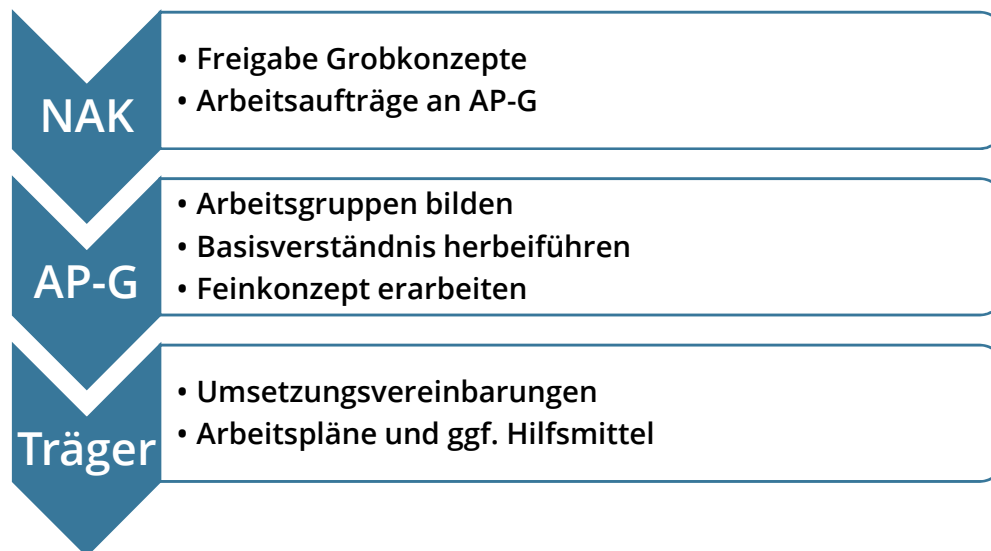 NAK
• Freigabe Grobkonzepte
• Arbeitsaufträge an AP-G
AP-G
• Arbeitsgruppen bilden
• Basisverständnis herbeiführen
• Feinkonzept erarbeiten
Träger
• Umsetzungsvereinbarungen
• Arbeitspläne und ggf. Hilfsmittel